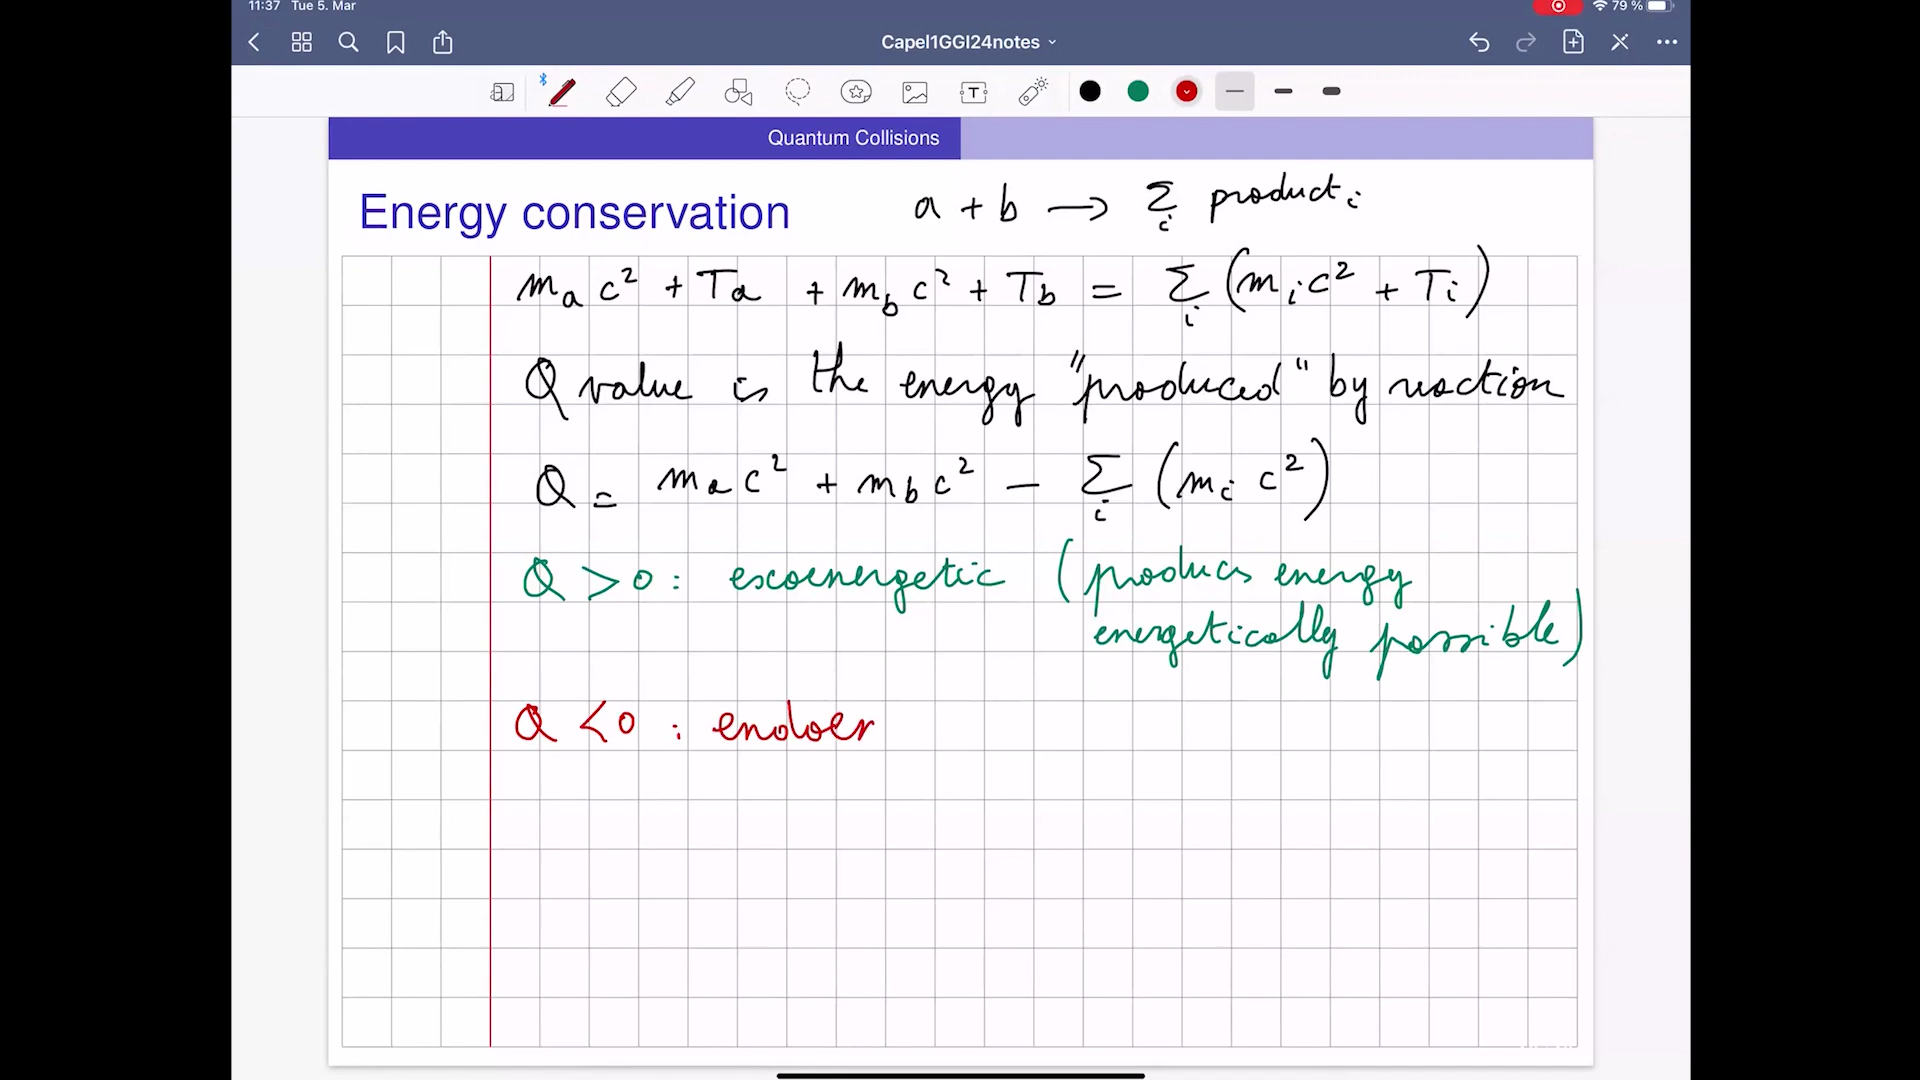 11:37 Tue 5. Mar 79 %
Capel1GGI24notes
Quantum Collisions
Energy conservation a + b → Σ_i product_i
m_a c² + T_a + m_b c² + T_b = Σ_i (m_i c² + T_i)
Q value is the energy "produced" by reaction
Q = m_a c² + m_b c² − Σ_i (m_i c²)
Q > 0 : exoenergetic (produces energy
energetically possible)
Q < 0 : endoer